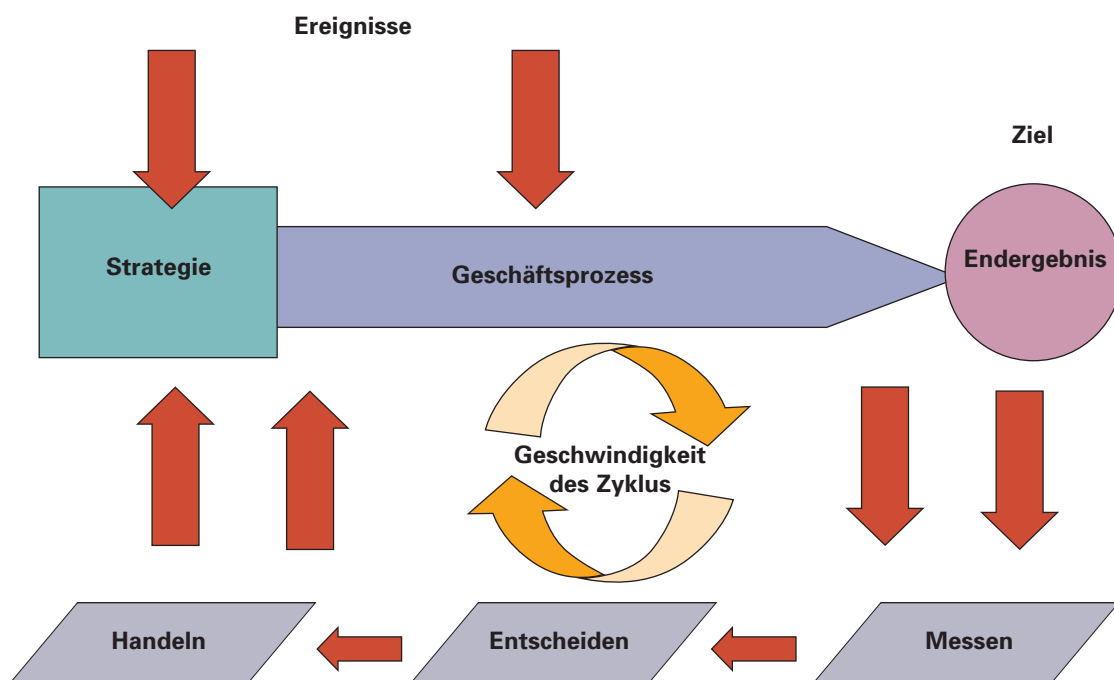 Ereignisse
Ziel
Strategie
Geschäftsprozess
Endergebnis
Geschwindigkeit
des Zyklus
Handeln
Entscheiden
Messen